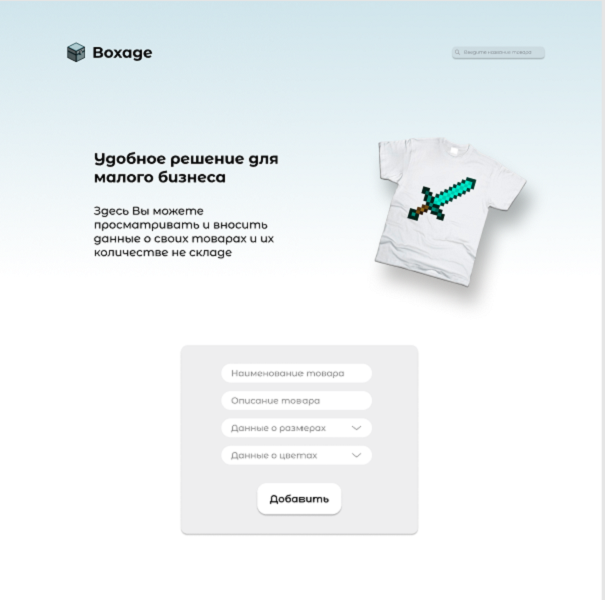 Boxage
Введите название товара
Удобное решение для
малого бизнеса
Здесь Вы можете
просматривать и вносить
данные о своих товарах и их
количестве не складе
Наименование товара
Описание товара
Данные о размерах
Данные о цветах
Добавить